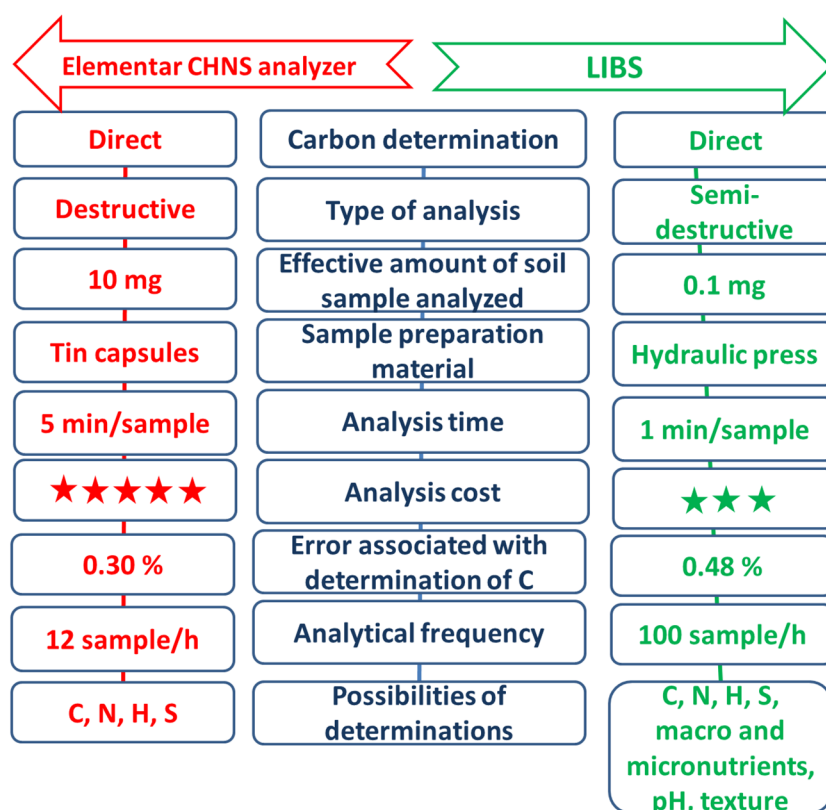 Elementar CHNS analyzer
LIBS
Direct
Carbon determination
Direct
Destructive
Type of analysis
Semi-
destructive
10 mg
Effective amount of soil
sample analyzed
0.1 mg
Tin capsules
Sample preparation
material
Hydraulic press
5 min/sample
Analysis time
1 min/sample
★★★★★
Analysis cost
★★★
0.30 %
Error associated with
determination of C
0.48 %
12 sample/h
Analytical frequency
100 sample/h
C, N, H, S
Possibilities of
determinations
C, N, H, S,
macro and
micronutrients,
pH, texture